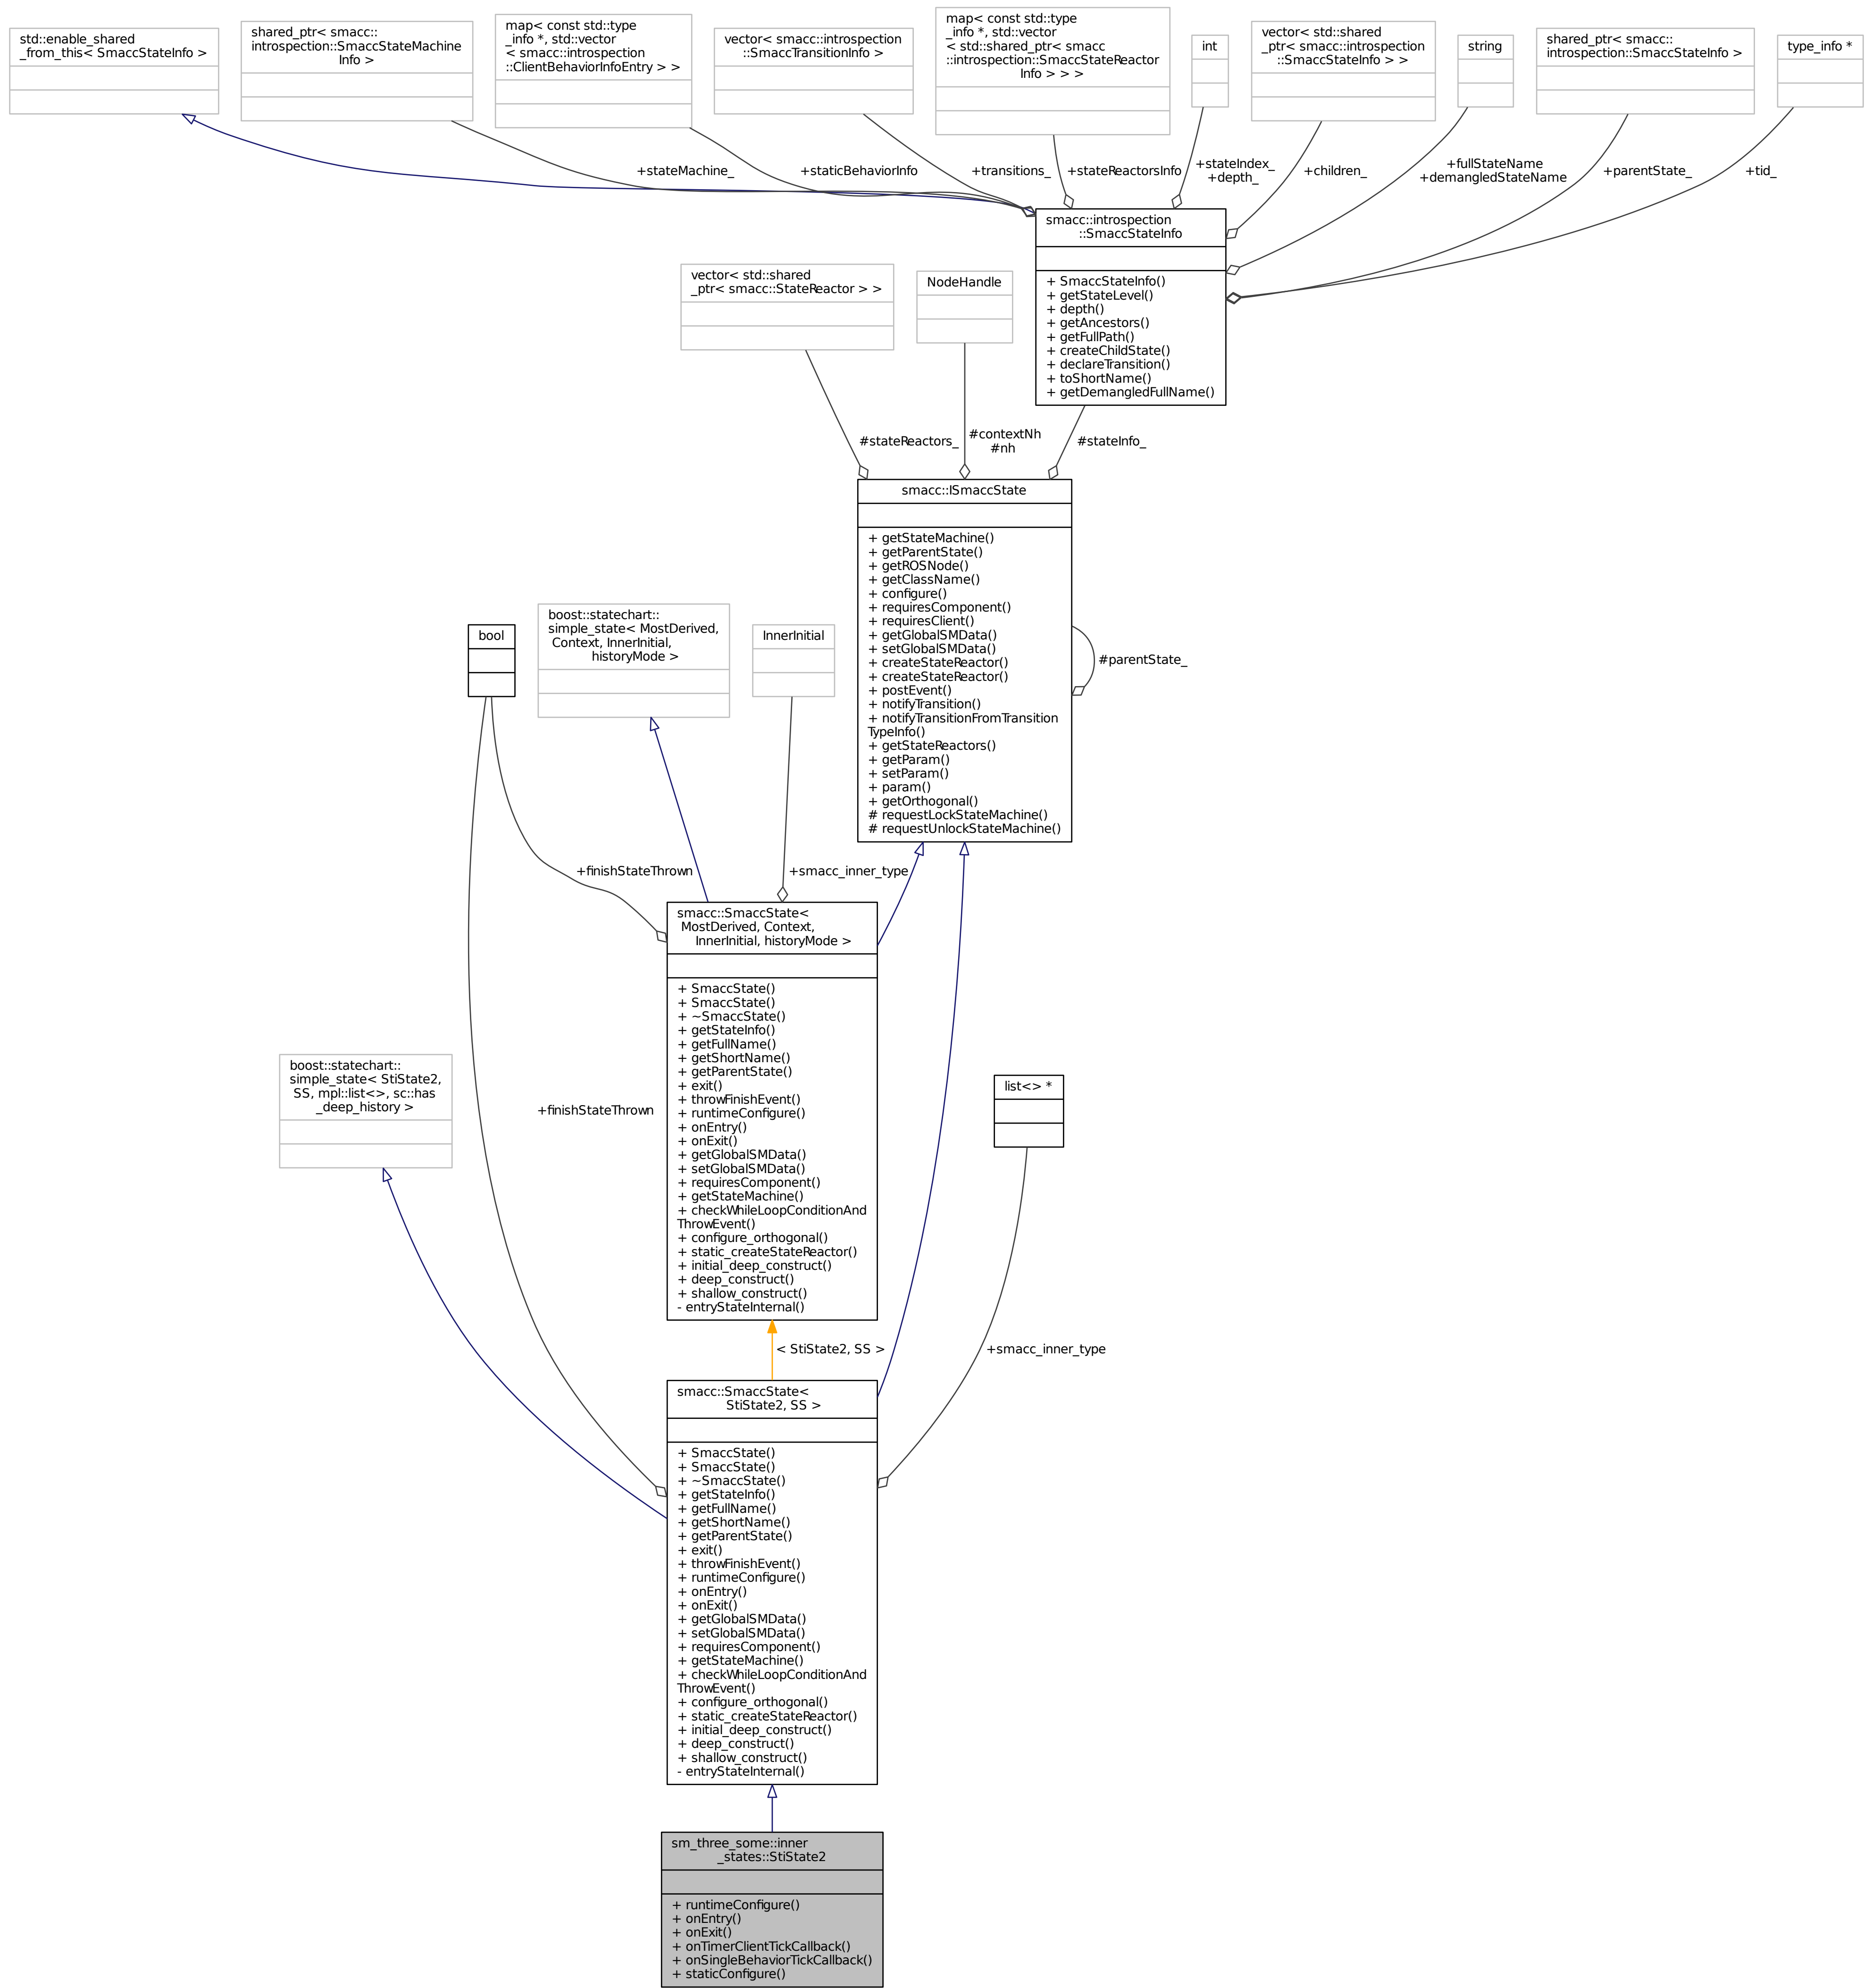 std::enable_shared
_from_this< SmaccStateInfo >
shared_ptr< smacc::
introspection::SmaccStateMachine
Info >
map< const std::type
_info *, std::vector
< smacc::introspection
::ClientBehaviorInfoEntry > >
vector< smacc::introspection
::SmaccTransitionInfo >
map< const std::type
_info *, std::vector
< std::shared_ptr< smacc
::introspection::SmaccStateReactor
Info > > >
int
vector< std::shared
_ptr< smacc::introspection
::SmaccStateInfo > >
string
shared_ptr< smacc::
introspection::SmaccStateInfo >
type_info *
+stateMachine_
+staticBehaviorInfo
+transitions_
+stateReactorsInfo
+stateIndex_
+depth_
+children_
+fullStateName
+demangledStateName
+parentState_
+tid_
smacc::introspection
::SmaccStateInfo
+ SmaccStateInfo()
+ getStateLevel()
+ depth()
+ getAncestors()
+ getFullPath()
+ createChildState()
+ declareTransition()
+ toShortName()
+ getDemangledFullName()
vector< std::shared
_ptr< smacc::StateReactor > >
NodeHandle
#stateReactors_
#contextNh
#nh
#stateInfo_
smacc::ISmaccState
+ getStateMachine()
+ getParentState()
+ getROSNode()
+ getClassName()
+ configure()
+ requiresComponent()
+ requiresClient()
+ getGlobalSMData()
+ setGlobalSMData()
+ createStateReactor()
+ createStateReactor()
+ postEvent()
+ notifyTransition()
+ notifyTransitionFromTransition
TypeInfo()
+ getStateReactors()
+ getParam()
+ setParam()
+ param()
+ getOrthogonal()
# requestLockStateMachine()
# requestUnlockStateMachine()
#parentState_
bool
boost::statechart::
simple_state< MostDerived,
Context, InnerInitial,
historyMode >
InnerInitial
+finishStateThrown
+smacc_inner_type
smacc::SmaccState<
MostDerived, Context,
InnerInitial, historyMode >
+ SmaccState()
+ SmaccState()
+ ~SmaccState()
+ getStateInfo()
+ getFullName()
+ getShortName()
+ getParentState()
+ exit()
+ throwFinishEvent()
+ runtimeConfigure()
+ onEntry()
+ onExit()
+ getGlobalSMData()
+ setGlobalSMData()
+ requiresComponent()
+ getStateMachine()
+ checkWhileLoopConditionAnd
ThrowEvent()
+ configure_orthogonal()
+ static_createStateReactor()
+ initial_deep_construct()
+ deep_construct()
+ shallow_construct()
- entryStateInternal()
boost::statechart::
simple_state< StiState2,
SS, mpl::list<>, sc::has
_deep_history >
+finishStateThrown
list<> *
< StiState2, SS >
+smacc_inner_type
smacc::SmaccState<
StiState2, SS >
+ SmaccState()
+ SmaccState()
+ ~SmaccState()
+ getStateInfo()
+ getFullName()
+ getShortName()
+ getParentState()
+ exit()
+ throwFinishEvent()
+ runtimeConfigure()
+ onEntry()
+ onExit()
+ getGlobalSMData()
+ setGlobalSMData()
+ requiresComponent()
+ getStateMachine()
+ checkWhileLoopConditionAnd
ThrowEvent()
+ configure_orthogonal()
+ static_createStateReactor()
+ initial_deep_construct()
+ deep_construct()
+ shallow_construct()
- entryStateInternal()
sm_three_some::inner
_states::StiState2
+ runtimeConfigure()
+ onEntry()
+ onExit()
+ onTimerClientTickCallback()
+ onSingleBehaviorTickCallback()
+ staticConfigure()